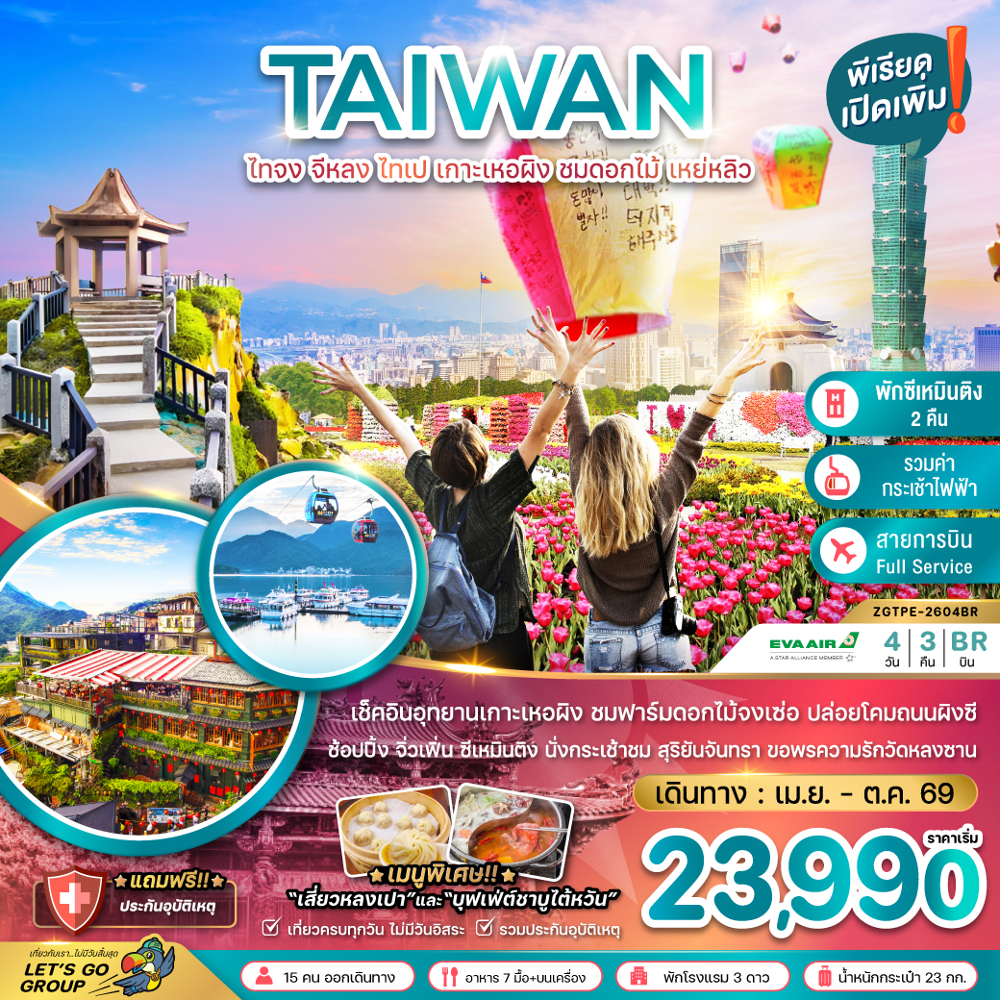 TAIWAN
พีเรียด
เปิดเพิ่ม!
ไทจง จีหลง ไทเป เกาะเหอผิง ชมดอกไม้ เหย่หลิว
돈많이
벌자!!
대박!!
터지게
해주세요
I
พักซีเหมินติง
2 คืน
รวมค่า
กระเช้าไฟฟ้า
สายการบิน
Full Service
ZGTPE-2604BR
EVA AIR
A STAR ALLIANCE MEMBER
4 วัน
3 คืน
BR บิน
เช็คอินอุทยานเกาะเหอผิง ชมฟาร์มดอกไม้จงเซ่อ ปล่อยโคมถนนผิงซี
ช้อปปิ้ง จิ่วเฟิ่น ซีเหมินติง นั่งกระเช้าชม สุริยันจันทรา ขอพรความรักวัดหลงซาน
เดินทาง : เม.ย. - ต.ค. 69
ราคาเริ่ม
23,990
แถมฟรี!!
ประกันอุบัติเหตุ
เมนูพิเศษ!!
“เสี่ยวหลงเปา”และ“บุฟเฟ่ต์ชาบูไต้หวัน”
เที่ยวครบทุกวัน ไม่มีวันอิสระ
รวมประกันอุบัติเหตุ
เที่ยวกับเรา...ไม่มีวันสิ้นสุด
LET'S GO
GROUP
15 คน ออกเดินทาง
อาหาร 7 มื้อ+บนเครื่อง
พักโรงแรม 3 ดาว
น้ำหนักกระเป๋า 23 กก.